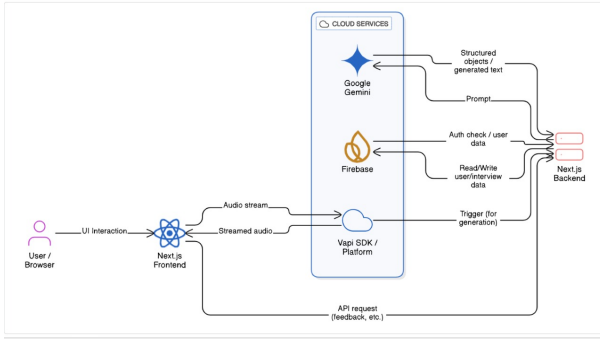 CLOUD SERVICES
Structured
objects /
generated text
Google
Gemini
Prompt
Auth check / user
data
Firebase
Next.js
Backend
Read/Write
user/interview
data
Audio stream
Trigger (for
generation)
UI Interaction
Streamed audio
Vapi SDK /
Platform
User /
Browser
Next.js
Frontend
API request
(feedback, etc.)